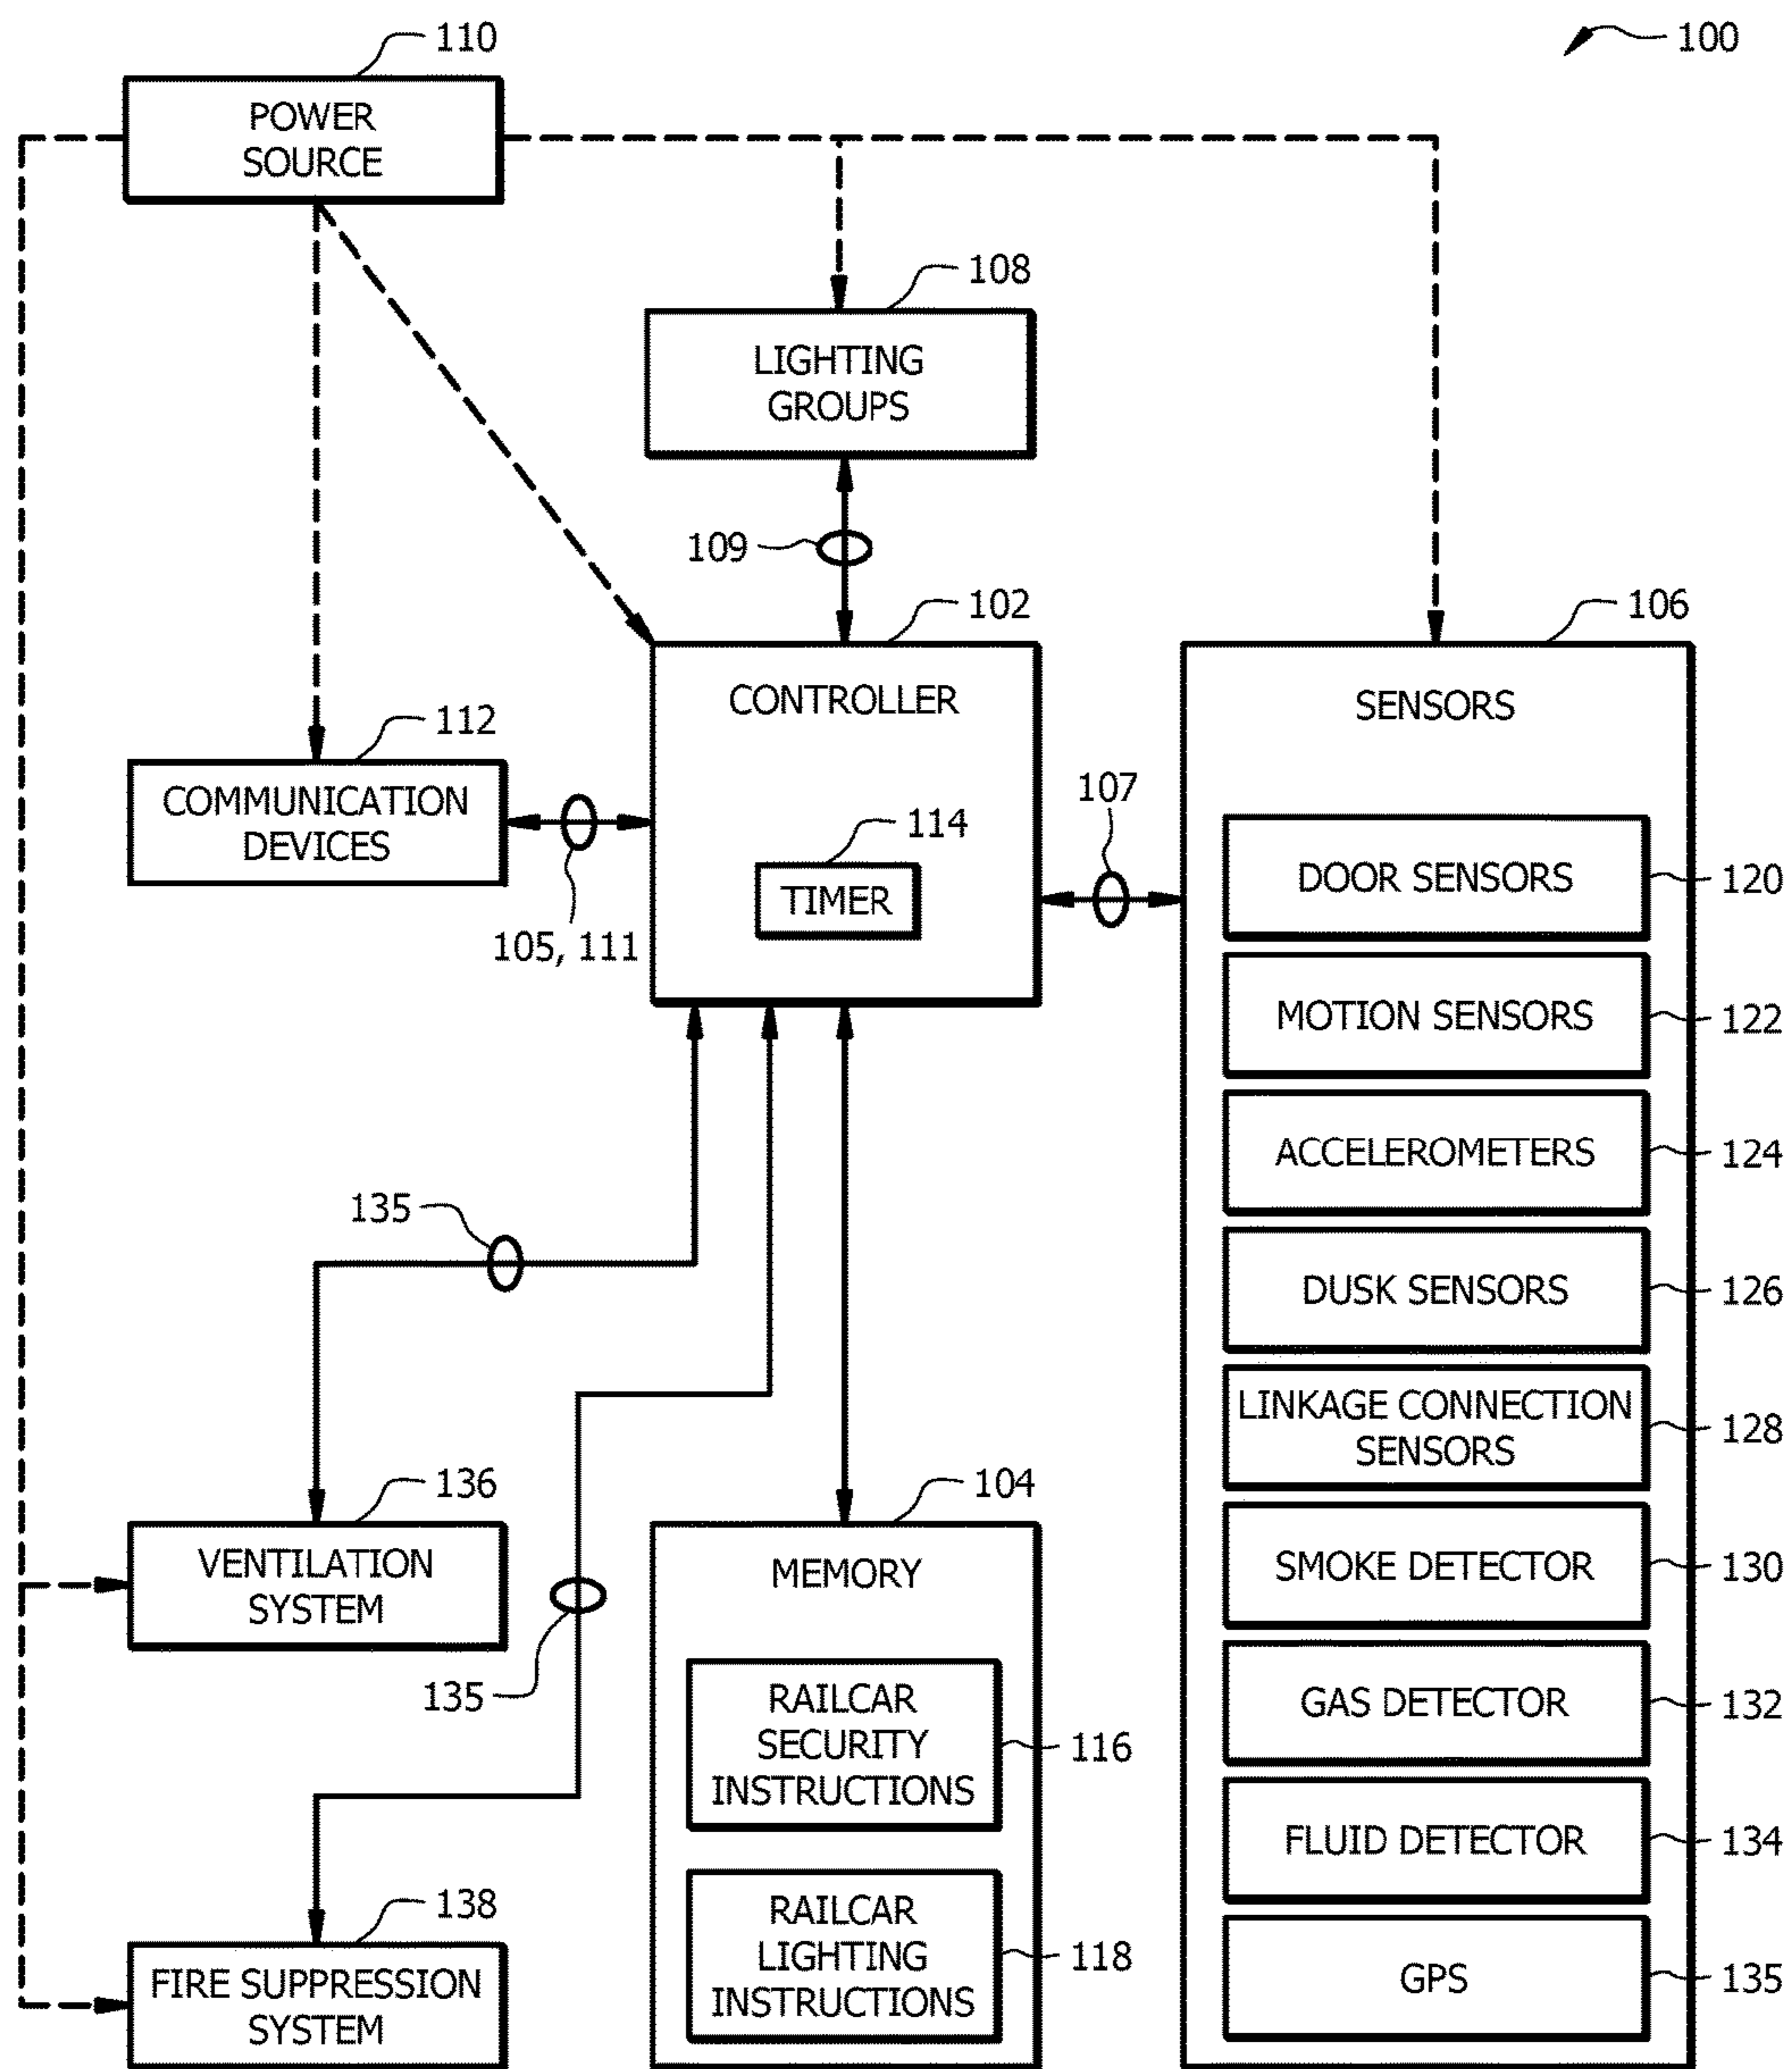 110
100
POWER
SOURCE
108
LIGHTING
GROUPS
109
102
106
CONTROLLER
SENSORS
112
COMMUNICATION
DEVICES
105, 111
114
TIMER
107
DOOR SENSORS
120
MOTION SENSORS
122
ACCELEROMETERS
124
135
DUSK SENSORS
126
LINKAGE CONNECTION
SENSORS
128
136
VENTILATION
SYSTEM
104
MEMORY
SMOKE DETECTOR
130
135
RAILCAR
SECURITY
INSTRUCTIONS
116
GAS DETECTOR
132
FLUID DETECTOR
134
138
FIRE SUPPRESSION
SYSTEM
RAILCAR
LIGHTING
INSTRUCTIONS
118
GPS
135